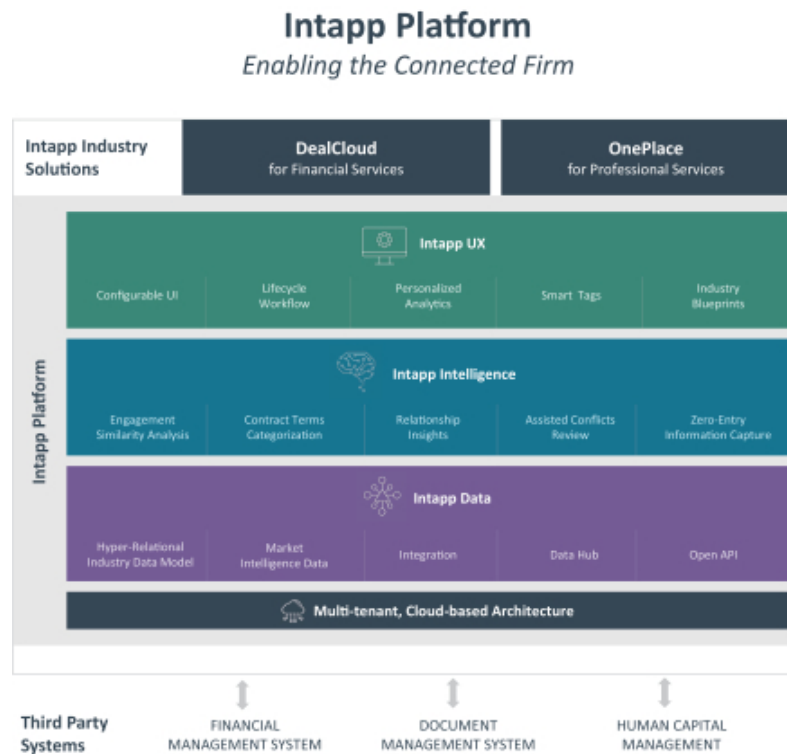 Intapp Platform
Enabling the Connected Firm
Intapp Industry
Solutions
DealCloud
for Financial Services
OnePlace
for Professional Services
Intapp Platform
Intapp UX
Configurable UI
Lifecycle
Workflow
Personalized
Analytics
Smart Tags
Industry
Blueprints
Intapp Intelligence
Engagement
Similarity Analysis
Contract Terms
Categorization
Relationship
Insights
Assisted Conflicts
Review
Zero-Entry
Information Capture
Intapp Data
Hyper-Relational
Industry Data Model
Market
Intelligence Data
Integration
Data Hub
Open API
Multi-tenant, Cloud-based Architecture
Third Party
Systems
FINANCIAL
MANAGEMENT SYSTEM
DOCUMENT
MANAGEMENT SYSTEM
HUMAN CAPITAL
MANAGEMENT